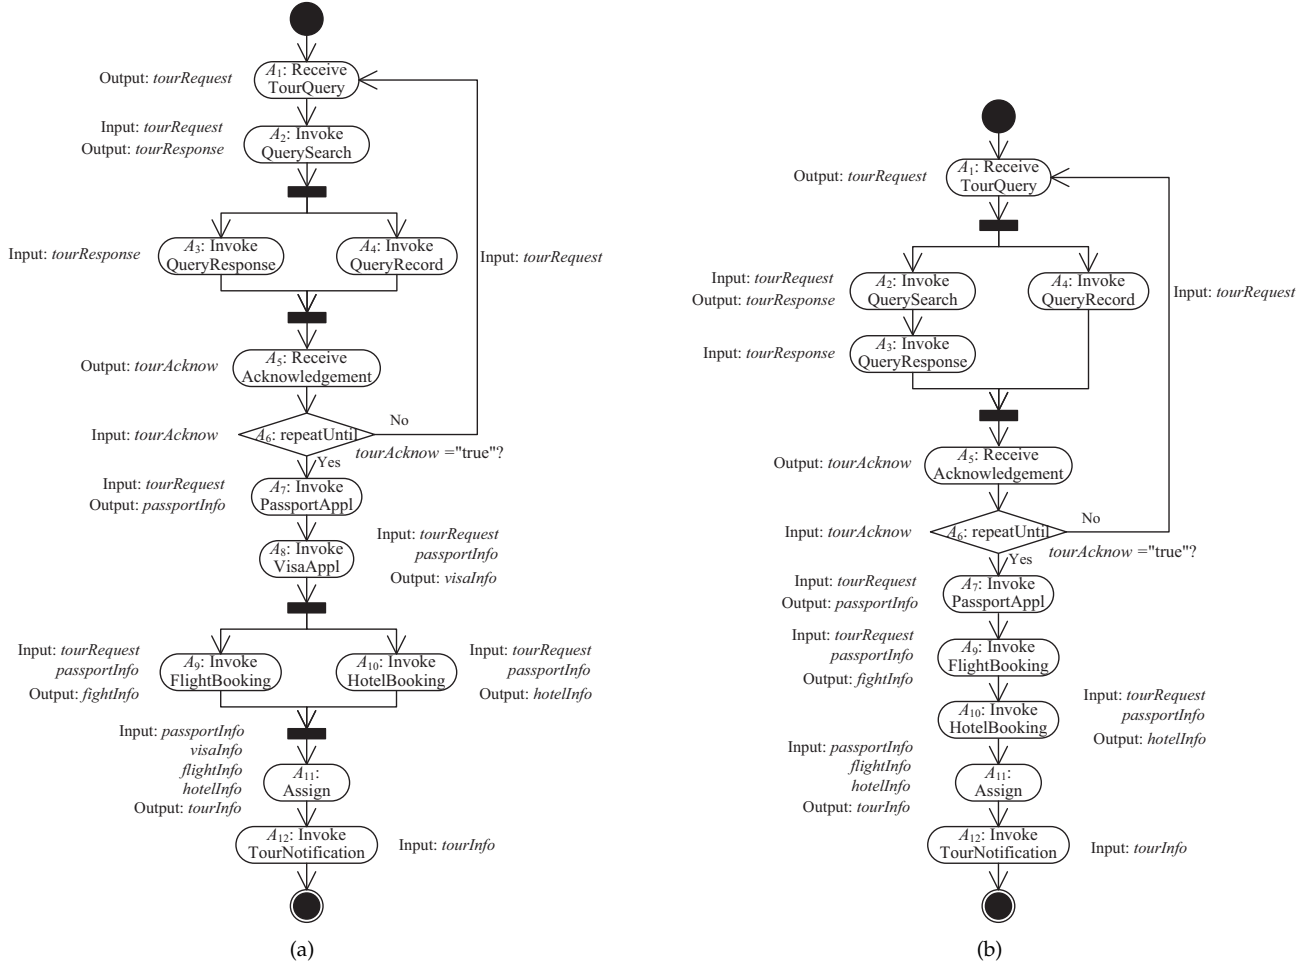 Output: tourRequest
A1: Receive
TourQuery
Input: tourRequest
Output: tourResponse
A2: Invoke
QuerySearch
Input: tourResponse
A3: Invoke
QueryResponse
A4: Invoke
QueryRecord
Input: tourRequest
Output: tourAcknow
A5: Receive
Acknowledgement
Input: tourAcknow
A6: repeatUntil
No
tourAcknow ="true"?
Yes
Input: tourRequest
Output: passportInfo
A7: Invoke
PassportAppl
A8: Invoke
VisaAppl
Input: tourRequest
passportInfo
Output: visaInfo
Input: tourRequest
passportInfo
Output: fightInfo
A9: Invoke
FlightBooking
A10: Invoke
HotelBooking
Input: tourRequest
passportInfo
Output: hotelInfo
Input: passportInfo
visaInfo
flightInfo
hotelInfo
Output: tourInfo
A11:
Assign
A12: Invoke
TourNotification
Input: tourInfo
(a)
Output: tourRequest
A1: Receive
TourQuery
Input: tourRequest
Output: tourResponse
A2: Invoke
QuerySearch
A4: Invoke
QueryRecord
Input: tourRequest
Input: tourResponse
A3: Invoke
QueryResponse
Output: tourAcknow
A5: Receive
Acknowledgement
Input: tourAcknow
A6: repeatUntil
No
tourAcknow ="true"?
Yes
Input: tourRequest
Output: passportInfo
A7: Invoke
PassportAppl
Input: tourRequest
passportInfo
Output: fightInfo
A9: Invoke
FlightBooking
A10: Invoke
HotelBooking
Input: tourRequest
passportInfo
Output: hotelInfo
Input: passportInfo
flightInfo
hotelInfo
Output: tourInfo
A11:
Assign
A12: Invoke
TourNotification
Input: tourInfo
(b)